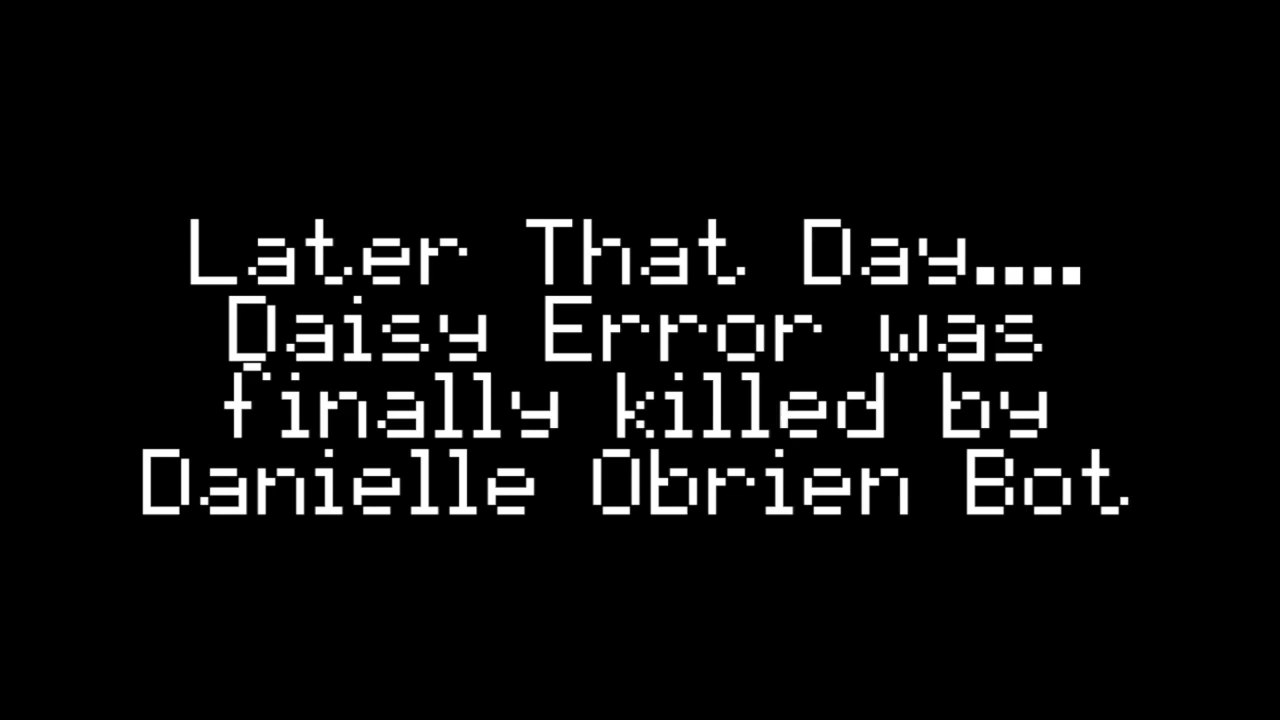 Later That Day....
Daisy Error was
finally killed by
Danielle Obrien Bot